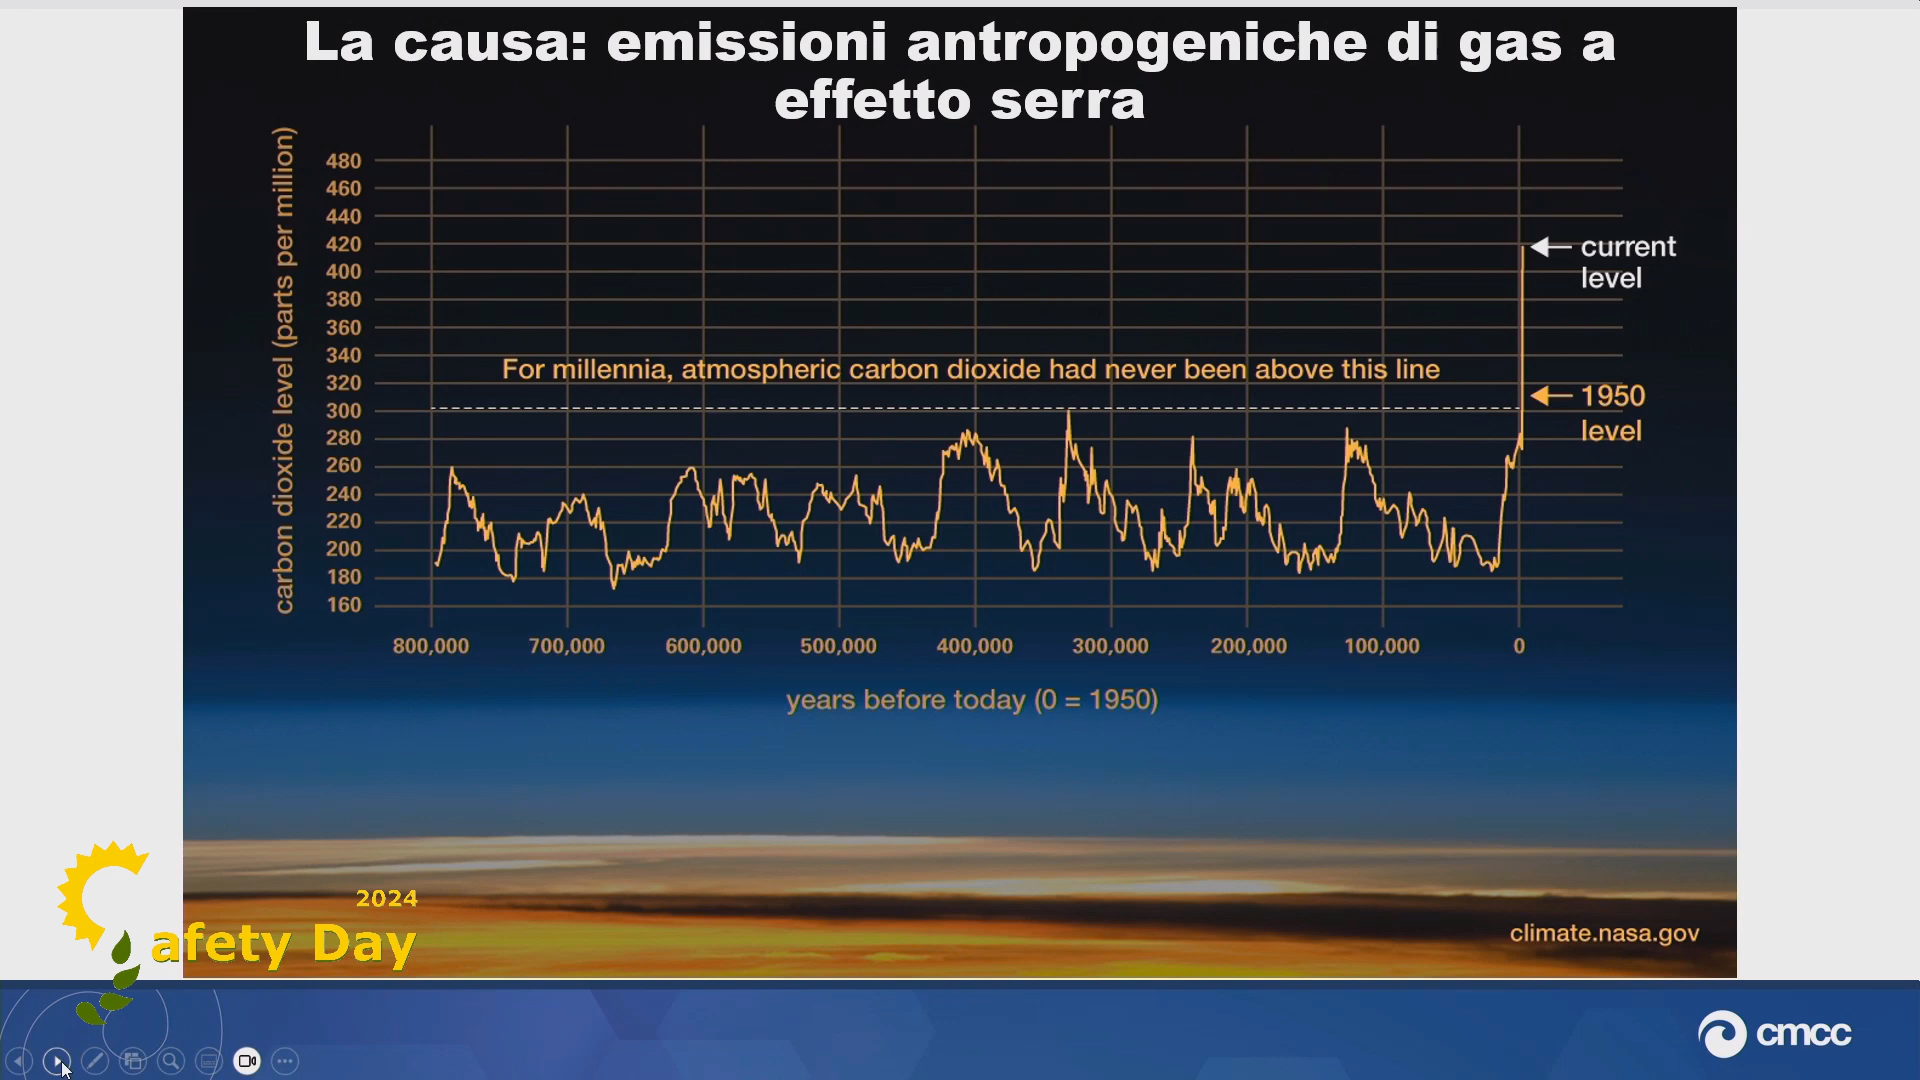 La causa: emissioni antropogeniche di gas a
effetto serra
carbon dioxide level (parts per million)
480
460
440
420
400
380
360
340
320
300
280
260
240
220
200
180
160
current
level
For millennia, atmospheric carbon dioxide had never been above this line
1950
level
800,000 700,000 600,000 500,000 400,000 300,000 200,000 100,000 0
years before today (0 = 1950)
2024
afety Day
climate.nasa.gov
cmcc